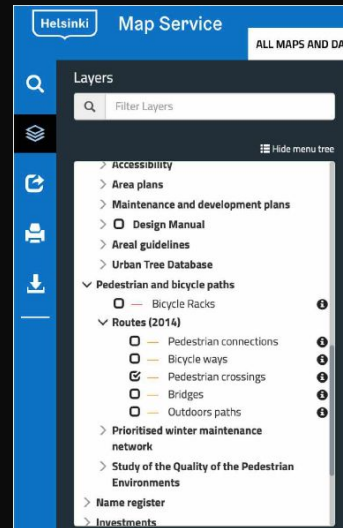 Helsinki
Map Service
ALL MAPS AND DA
Layers
Filter Layers
Hide menu tree
Accessibility
Area plans
Maintenance and development plans
Design Manual
Areal guidelines
Urban Tree Database
Pedestrian and bicycle paths
Bicycle Racks
Routes (2014)
Pedestrian connections
Bicycle ways
Pedestrian crossings
Bridges
Outdoors paths
Prioritised winter maintenance
network
Study of the Quality of the Pedestrian
Environments
Name register
Investments